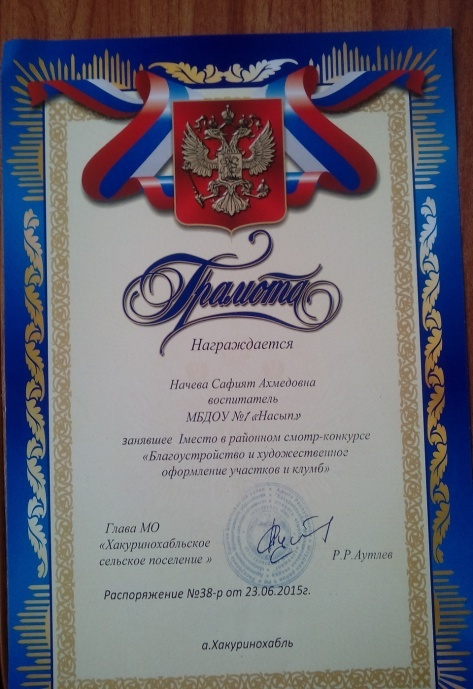 Грамота
Награждается
Начева Сафият Ахмедовна
воспитатель
МБДОУ №1 «Насып»
занявшее Iместо в районном смотр-конкурсе
«Благоустройство и художественног
оформление участков и клумб»
Глава МО
«Хакуринохабльское
сельское поселение »
Р.Р.Аутлев
Распоряжение №38-р от 23.06.2015г.
а.Хакуринохабль